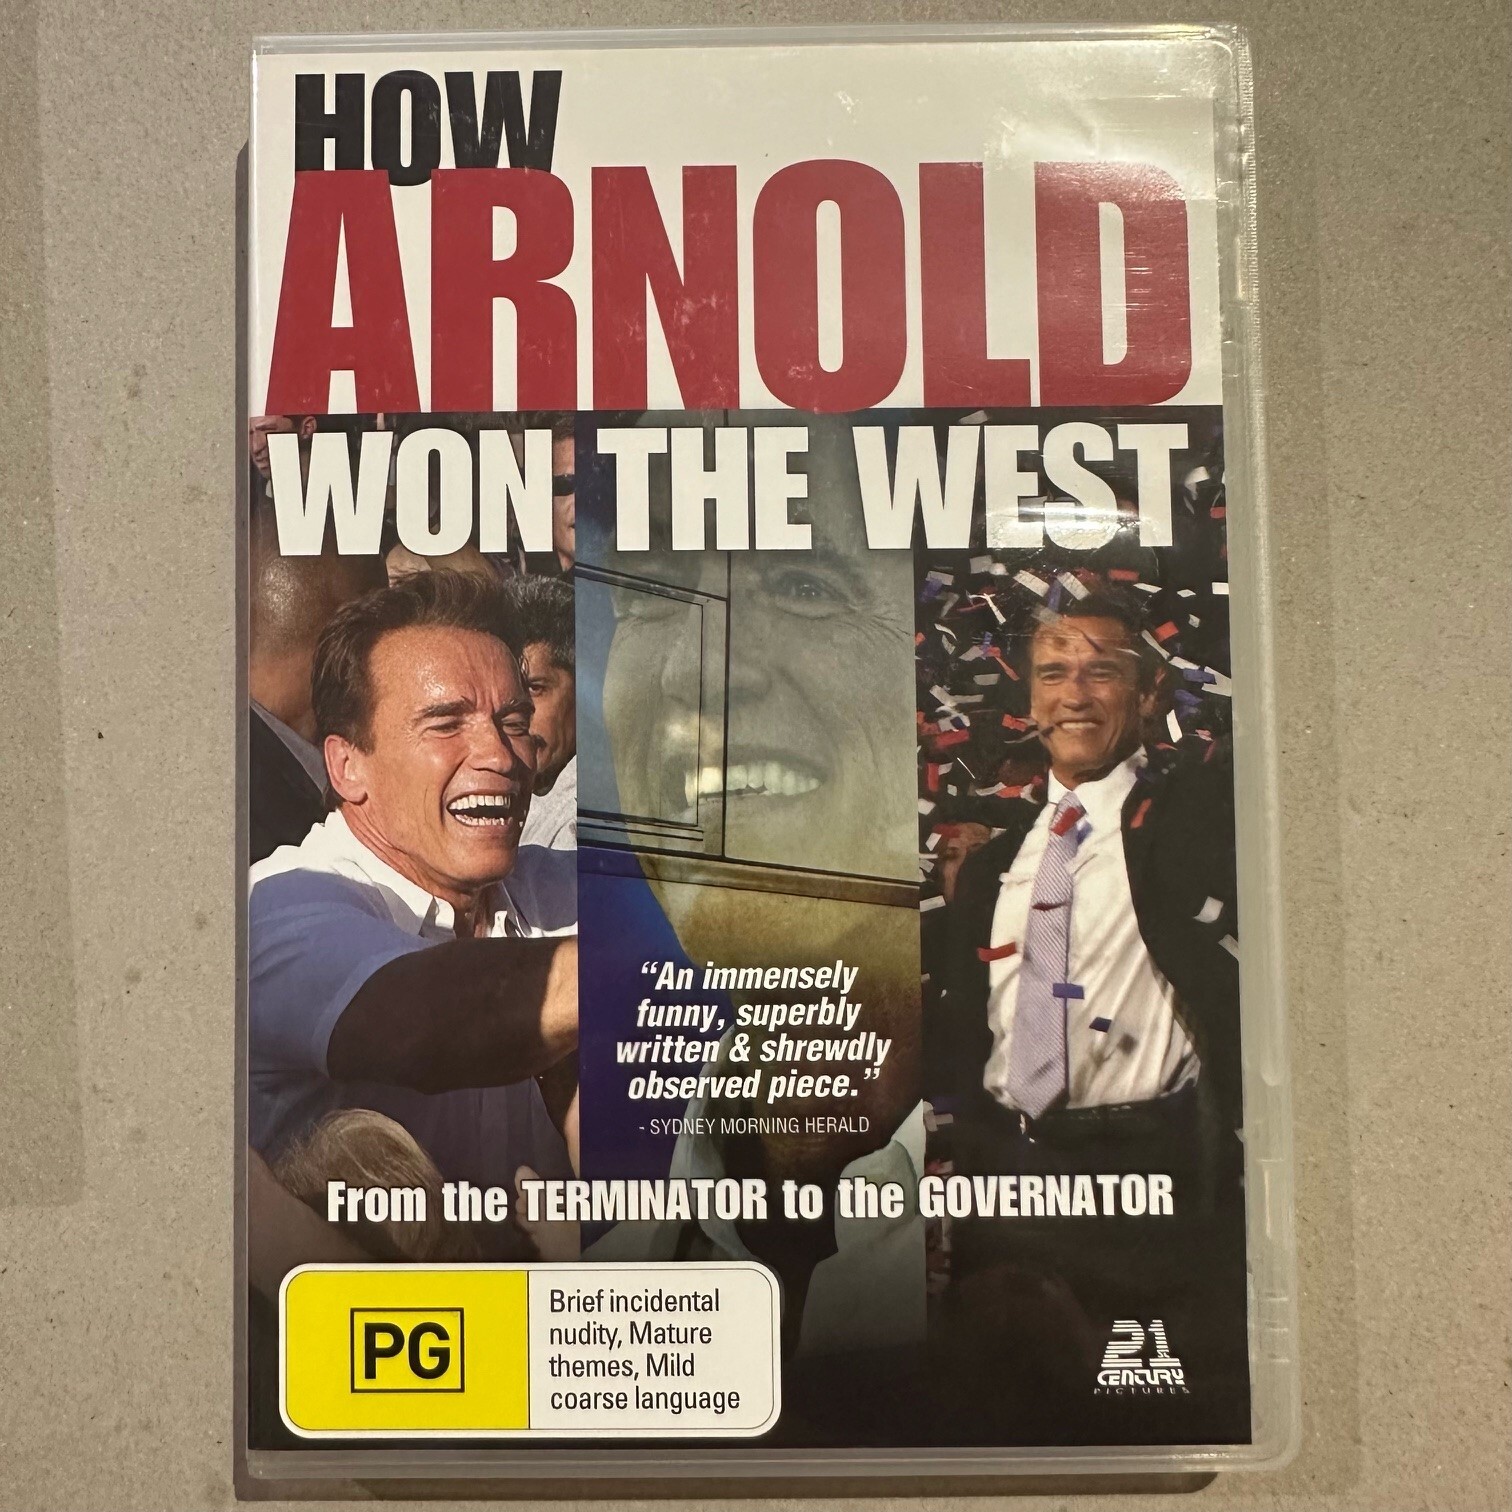 HOW
ARNOLD
WON THE WEST
“An immensely
funny, superbly
written & shrewdly
observed piece.”
- SYDNEY MORNING HERALD
From the TERMINATOR to the GOVERNATOR
PG
Brief incidental
nudity, Mature
themes, Mild
coarse language
21
CENTURY
PICTURES